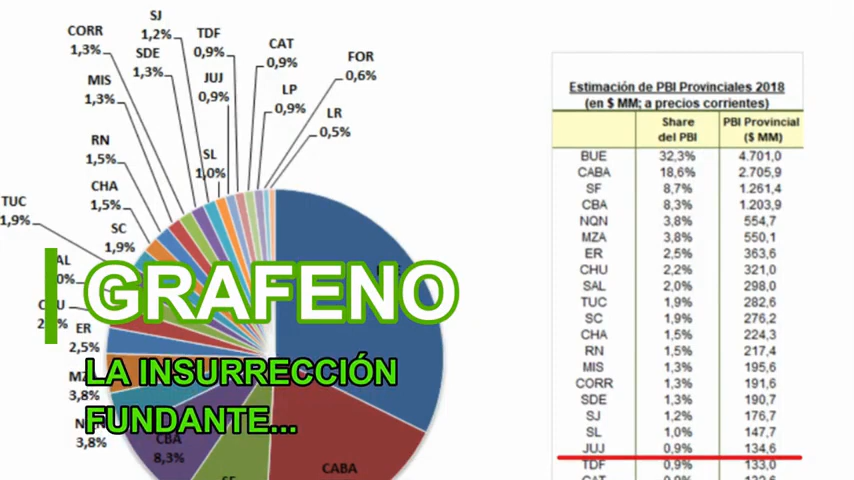 SJ
1,2%
CORR
1,3%
TDF
0,9%
CAT
0,9%
SDE
1,3%
FOR
0,6%
MIS
1,3%
JUJ
0,9%
LP
0,9%
LR
0,5%
RN
1,5%
SL
1,0%
CHA
1,5%
TUC
1,9%
SC
1,9%
ER
2,5%
3,8%
3,8%
CBA
8,3%
CABA
GRAFENO
LA INSURRECCIÓN
FUNDANTE...
Estimación de PBI Provinciales 2018
(en $ MM; a precios corrientes)
Share del PBI PBI Provincial ($ MM)
BUE 32,3% 4.701,0
CABA 18,6% 2.705,9
SF 8,7% 1.261,4
CBA 8,3% 1.203,9
NQN 3,8% 554,7
MZA 3,8% 550,1
ER 2,5% 363,6
CHU 2,2% 321,0
SAL 2,0% 298,0
TUC 1,9% 282,6
SC 1,9% 276,2
CHA 1,5% 224,3
RN 1,5% 217,4
MIS 1,3% 195,6
CORR 1,3% 191,6
SDE 1,3% 190,7
SJ 1,2% 176,7
SL 1,0% 147,7
JUJ 0,9% 134,6
TDF 0,9% 133,0